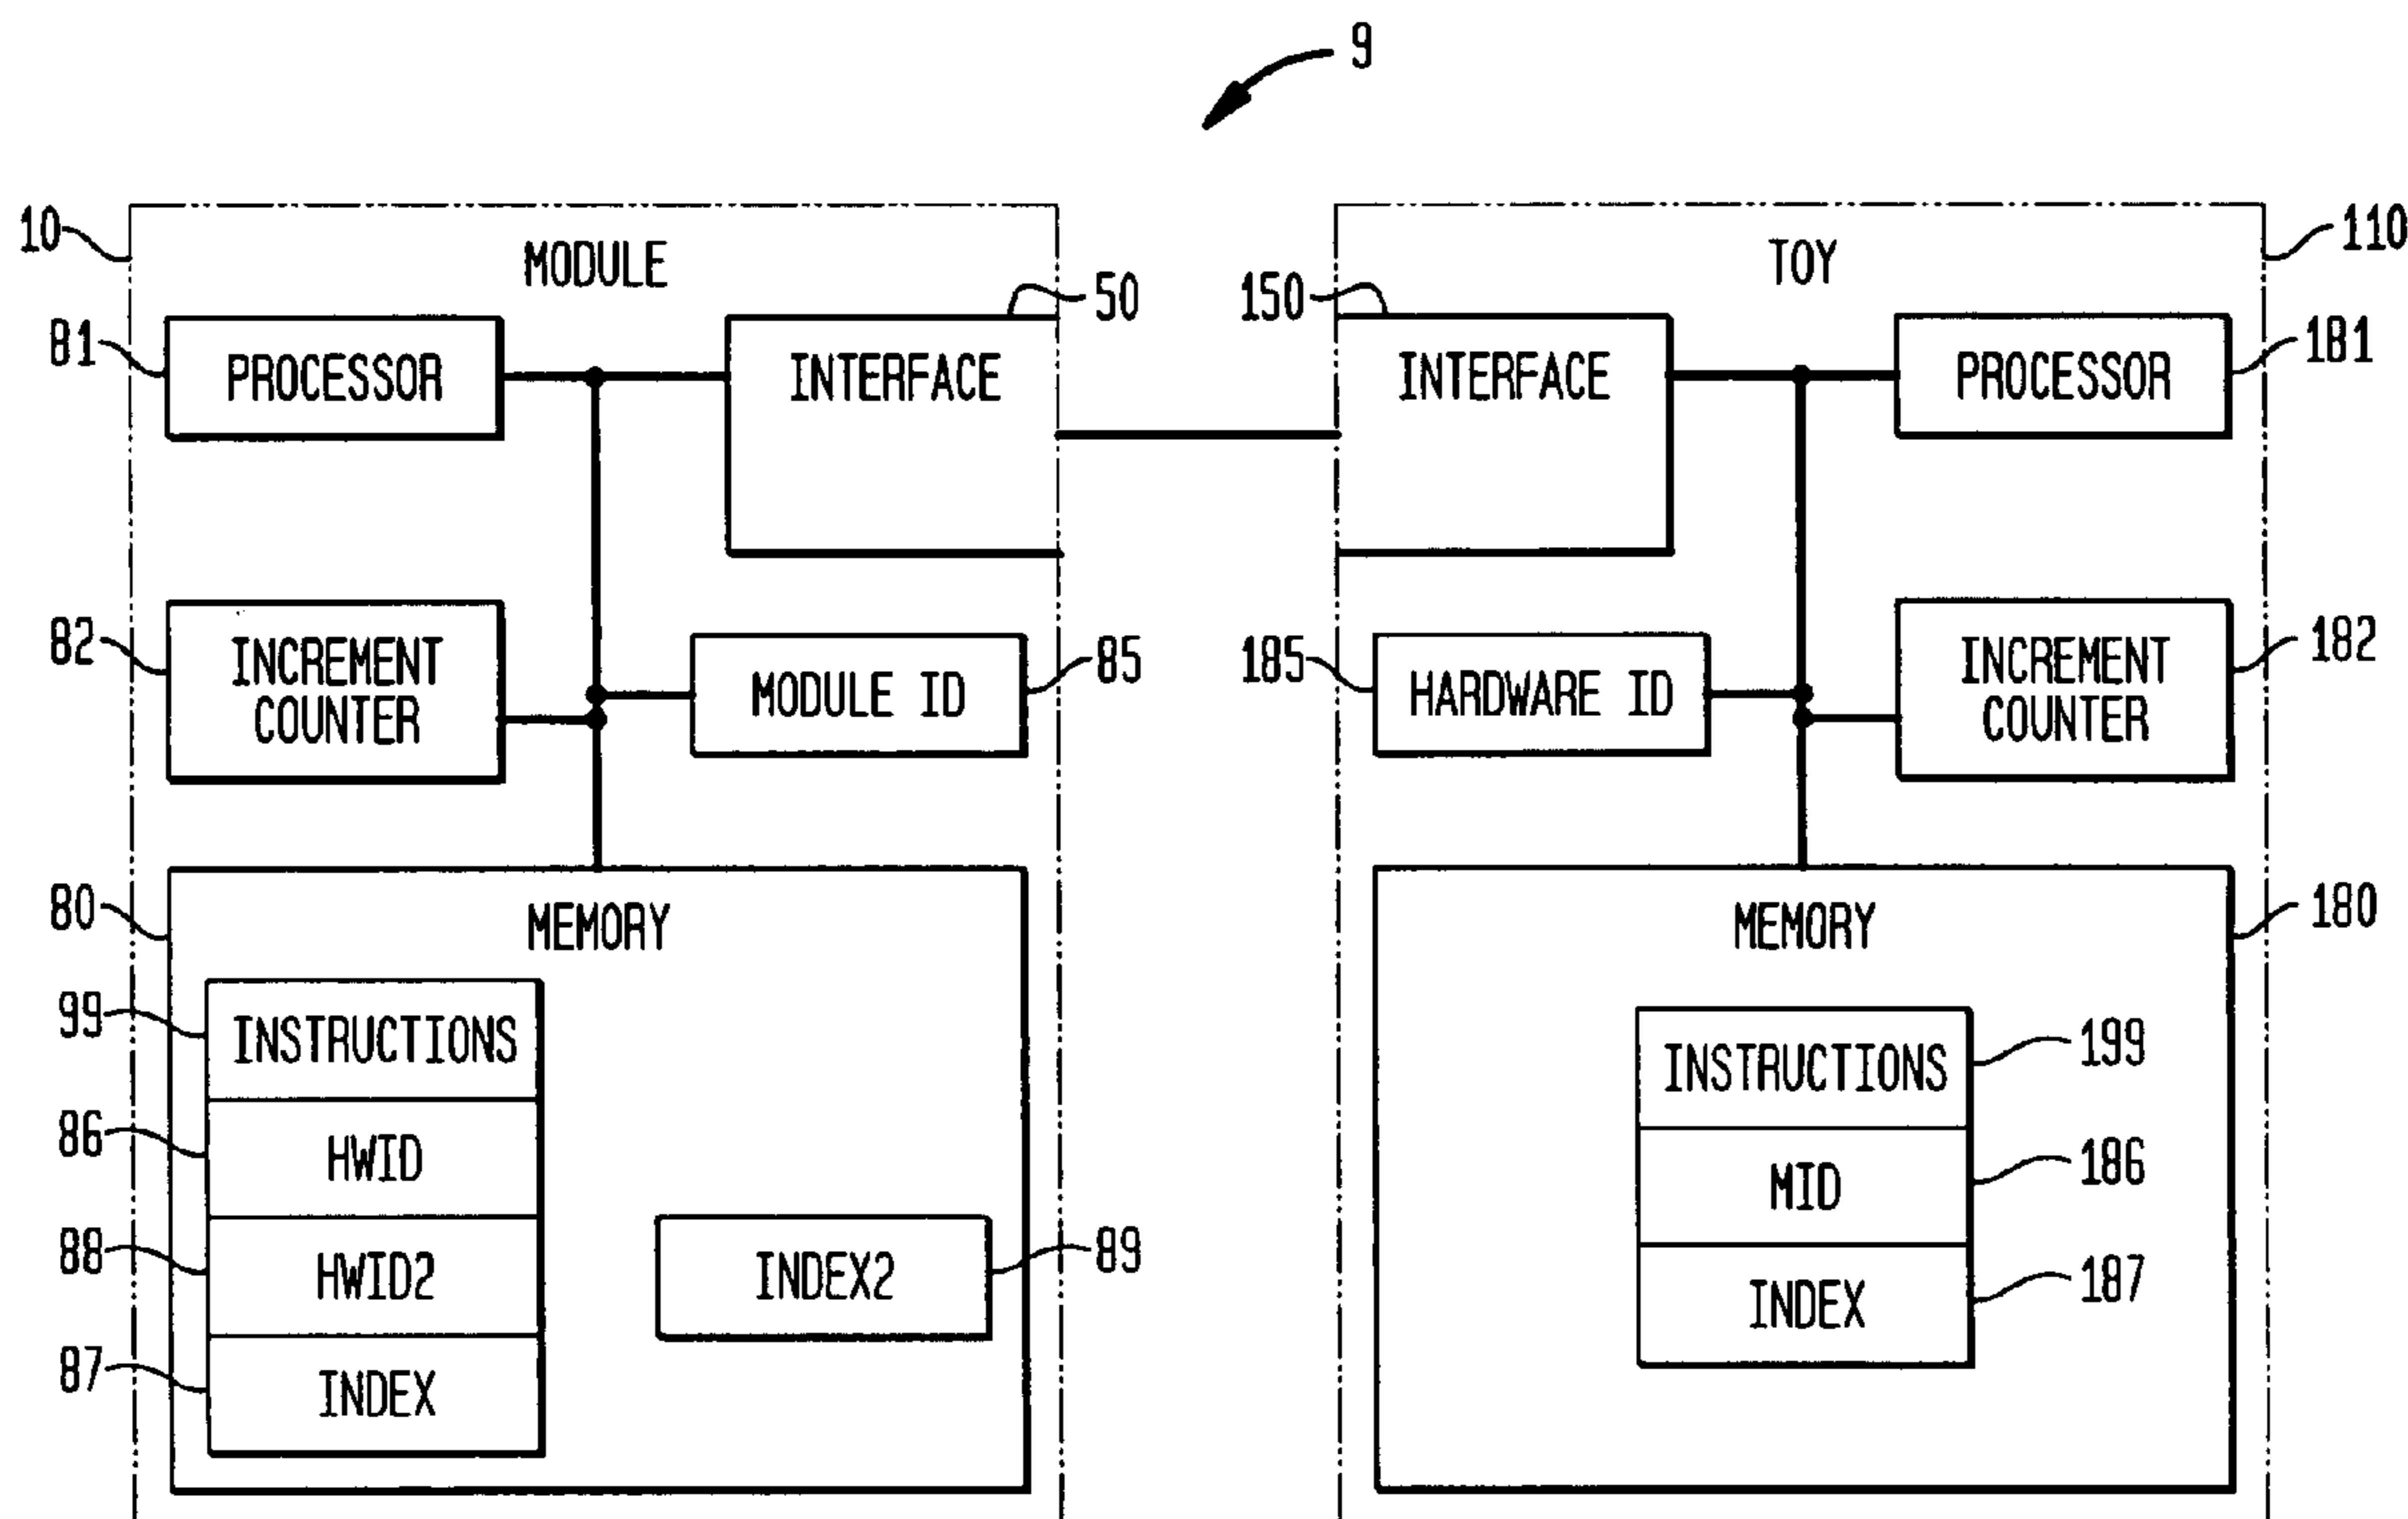 9
10
MODULE
TOY
110
50
150
81
PROCESSOR
INTERFACE
INTERFACE
PROCESSOR
181
82
INCREMENT
COUNTER
MODULE ID
85
185
HARDWARE ID
INCREMENT
COUNTER
182
80
MEMORY
MEMORY
180
99
INSTRUCTIONS
86
HWID
88
HWID2
INDEX2
89
87
INDEX
INSTRUCTIONS
199
MID
186
INDEX
187